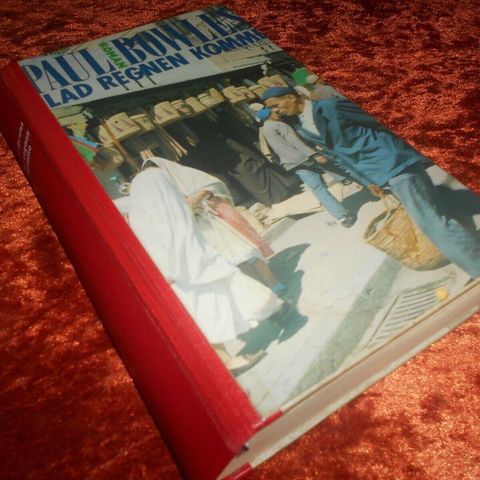 PAUL BOWLES
ROMAN
LAD REGNEN KOMME